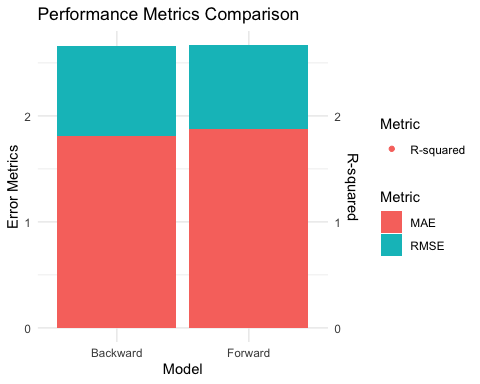 Performance Metrics Comparison
Error Metrics
2
1
0
2
1
0
R-squared
Backward
Forward
Model
Metric
R-squared
Metric
MAE
RMSE